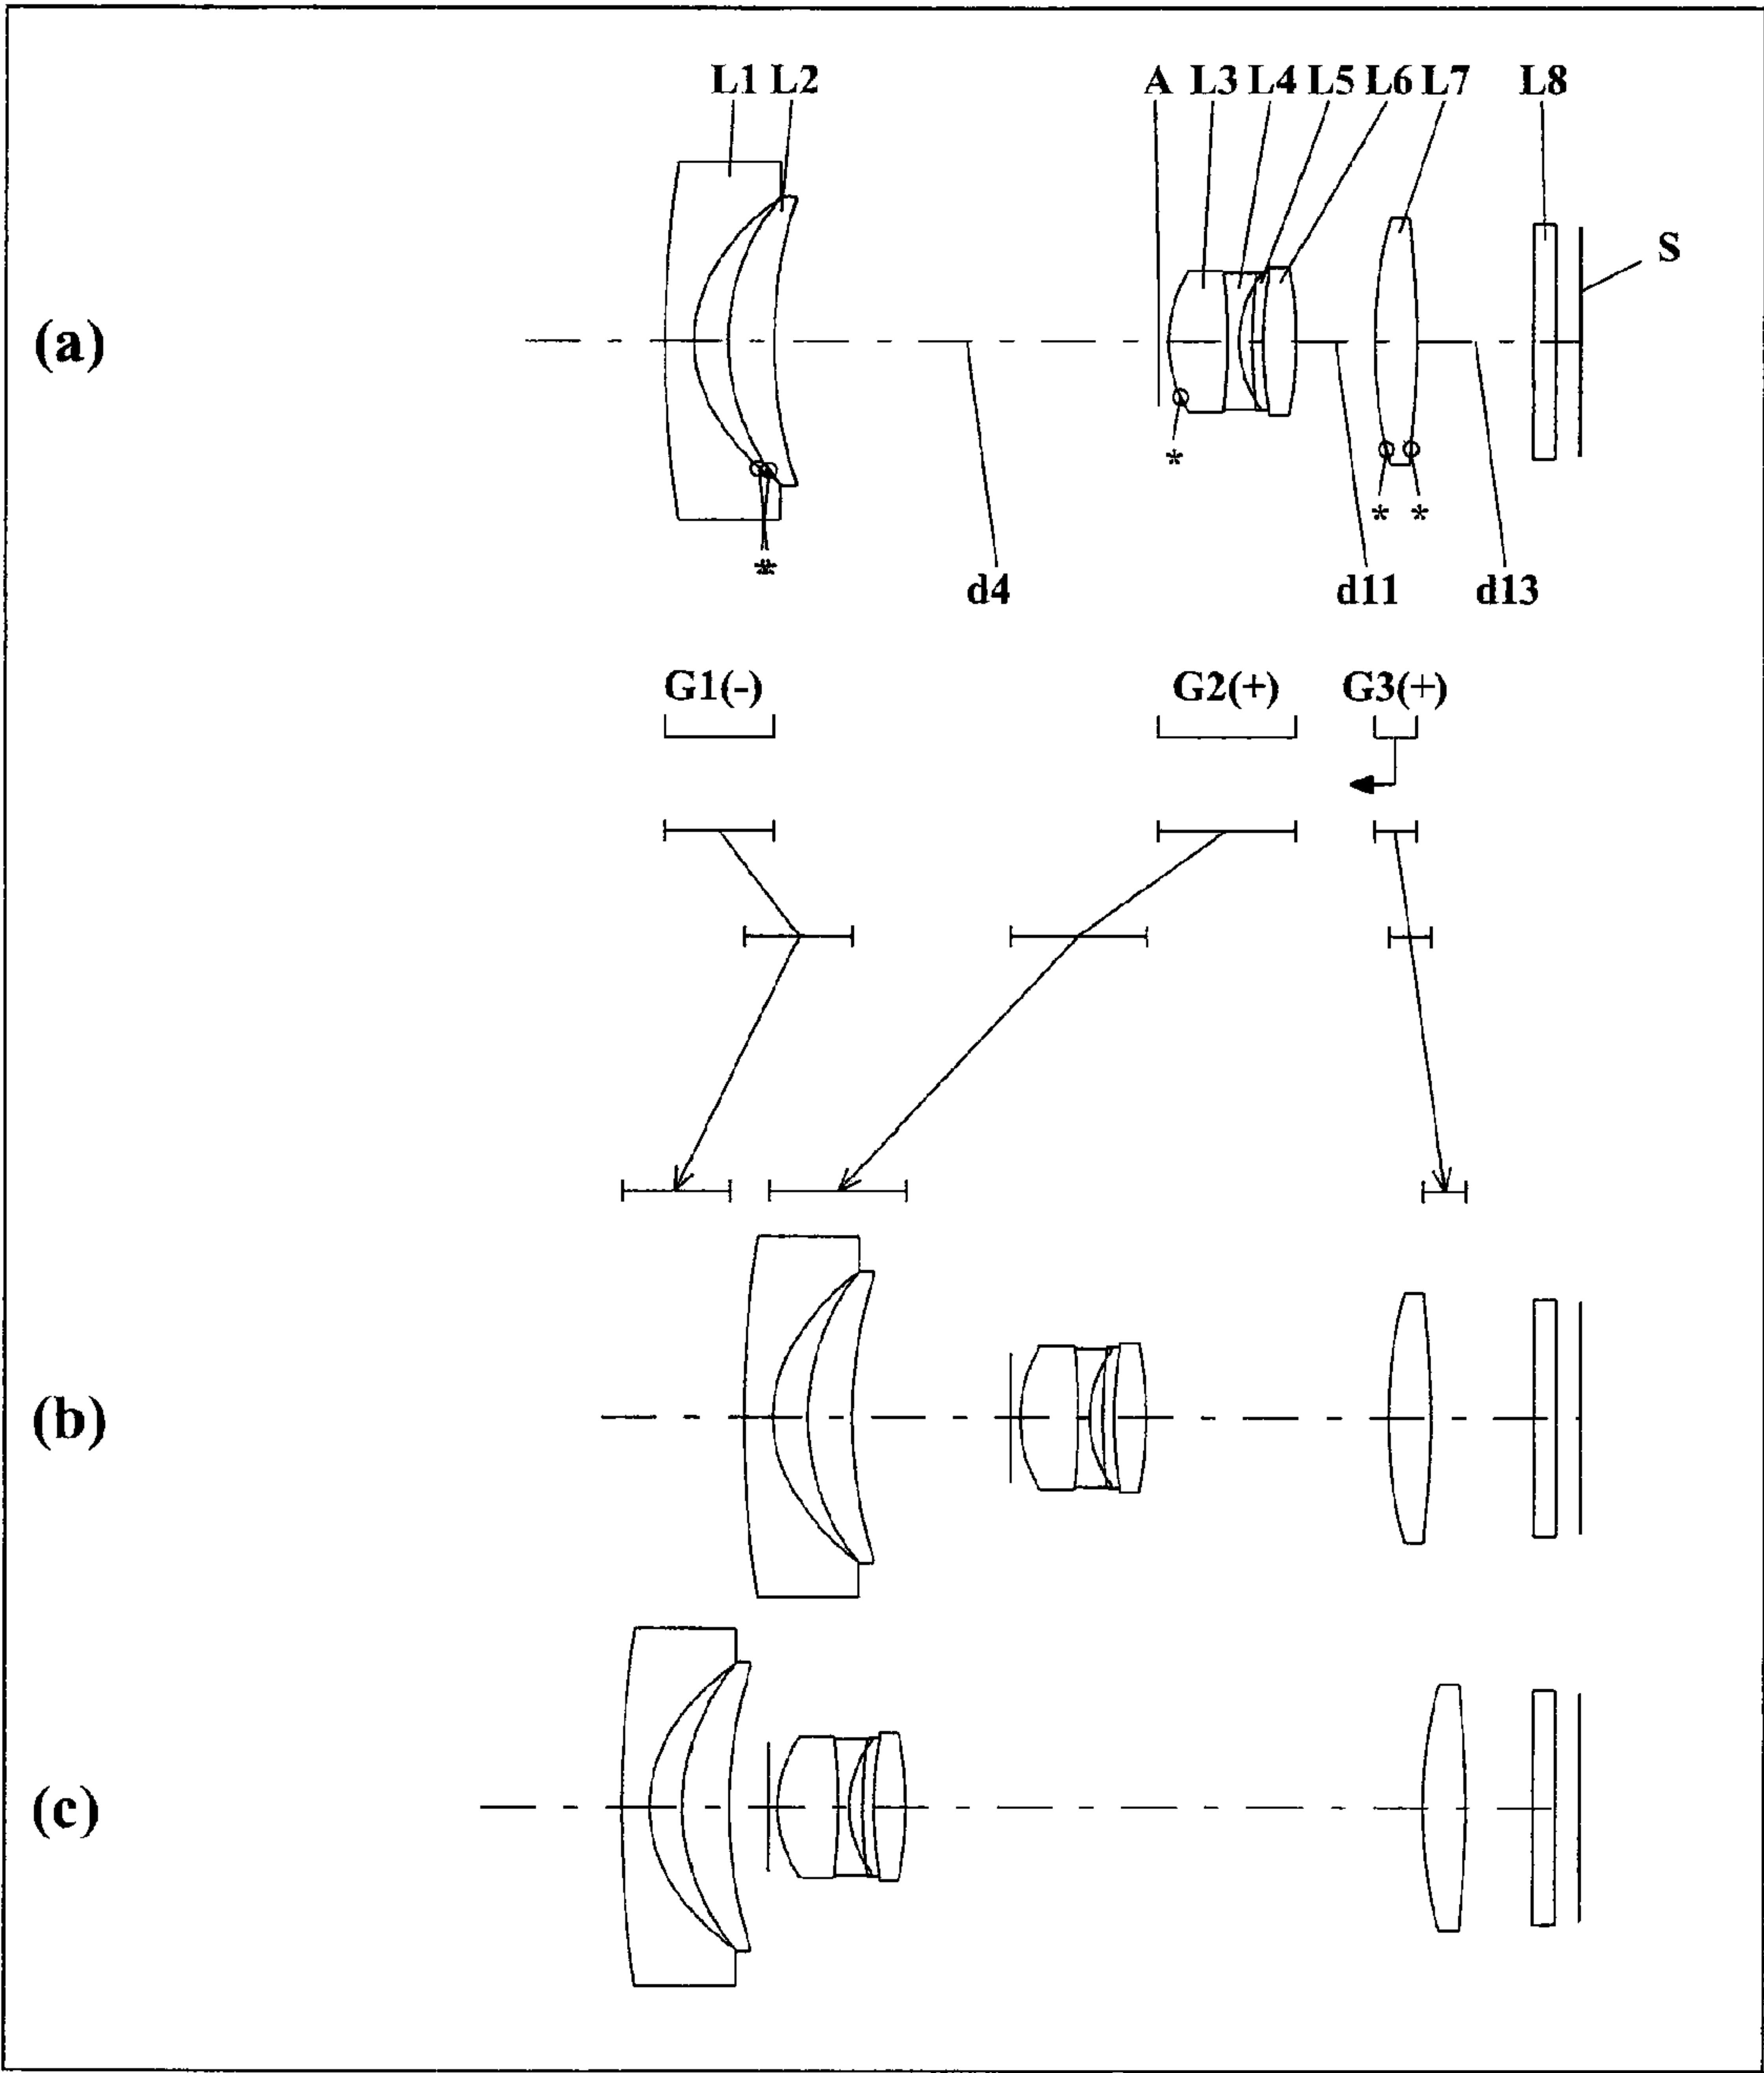 L1 L2 A L3 L4 L5 L6 L7 L8
S
(a)
*
* *
*
d4 d11 d13
G1(-) G2(+) G3(+)
(b)
(c)